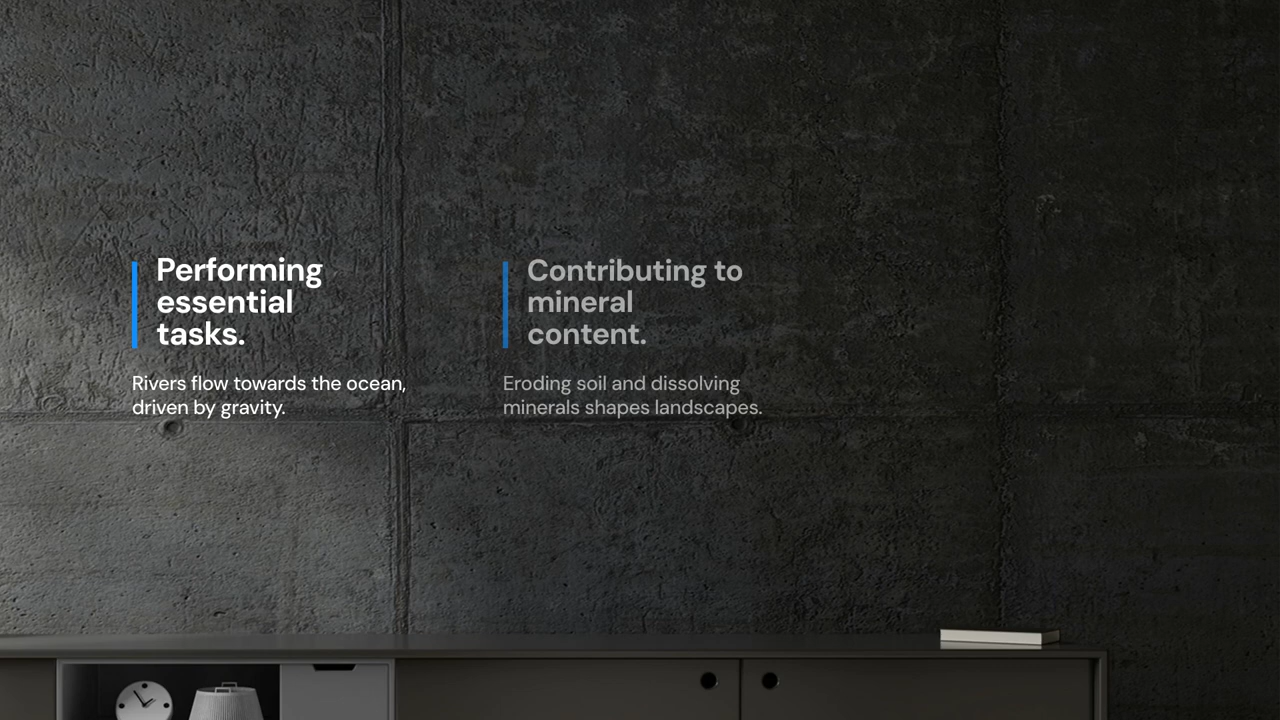 Performing
essential
tasks.
Rivers flow towards the ocean,
driven by gravity.
Contributing to
mineral
content.
Eroding soil and dissolving
minerals shapes landscapes.